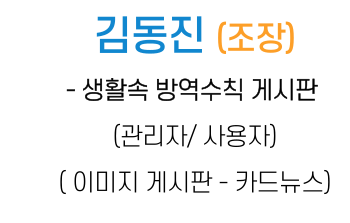 김동진 (조장)
- 생활속 방역수칙 게시판
(관리자/ 사용자)
( 이미지 게시판 - 카드뉴스)